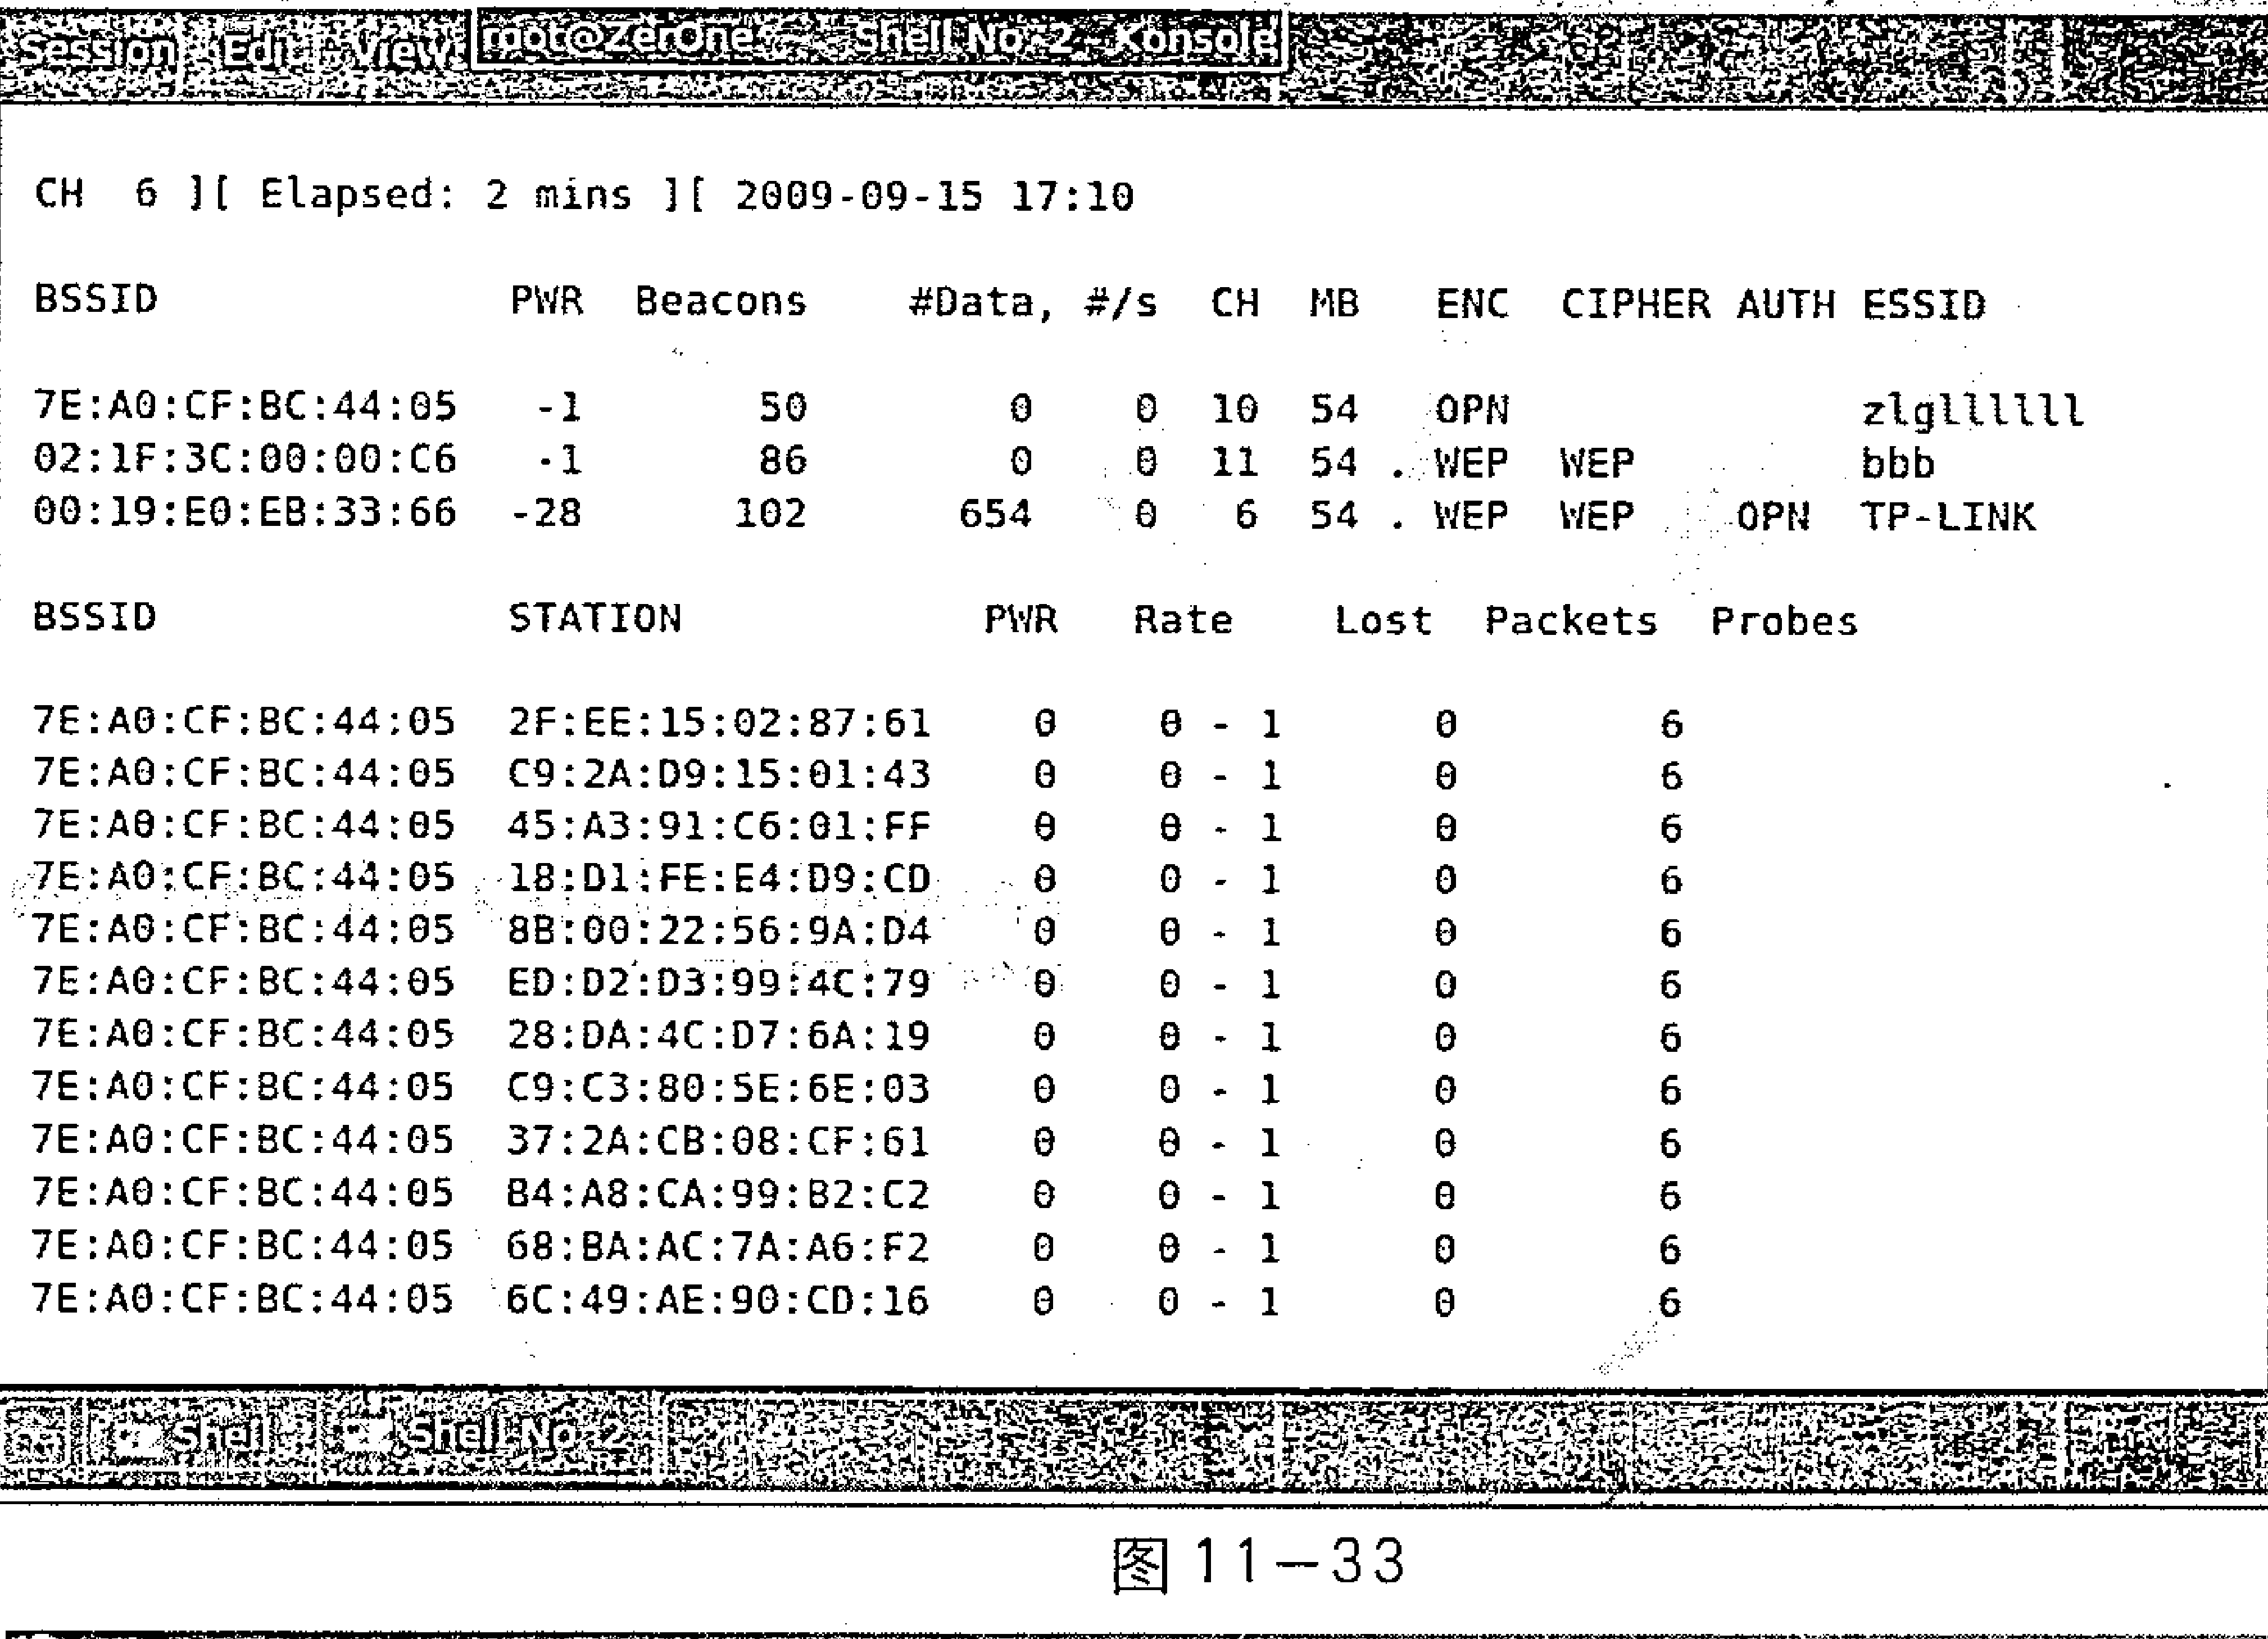 Session Edit View root@ZerOne: Shell No. 2 - Konsole
CH 6 ][ Elapsed: 2 mins ][ 2009-09-15 17:10
BSSID PWR Beacons #Data, #/s CH MB ENC CIPHER AUTH ESSID
7E:A0:CF:BC:44:05 -1 50 0 0 10 54 OPN zlgllllll
02:1F:3C:00:00:C6 -1 86 0 0 11 54 . WEP WEP bbb
00:19:E0:EB:33:66 -28 102 654 0 6 54 . WEP WEP OPN TP-LINK
BSSID STATION PWR Rate Lost Packets Probes
7E:A0:CF:BC:44:05 2F:EE:15:02:87:61 0 0 - 1 0 6
7E:A0:CF:BC:44:05 C9:2A:D9:15:01:43 0 0 - 1 0 6
7E:A0:CF:BC:44:05 45:A3:91:C6:01:FF 0 0 - 1 0 6
7E:A0:CF:BC:44:05 18:D1:FE:E4:D9:CD 0 0 - 1 0 6
7E:A0:CF:BC:44:05 8B:00:22:56:9A:D4 0 0 - 1 0 6
7E:A0:CF:BC:44:05 ED:D2:D3:99:4C:79 0 0 - 1 0 6
7E:A0:CF:BC:44:05 28:DA:4C:D7:6A:19 0 0 - 1 0 6
7E:A0:CF:BC:44:05 C9:C3:80:5E:6E:03 0 0 - 1 0 6
7E:A0:CF:BC:44:05 37:2A:CB:08:CF:61 0 0 - 1 0 6
7E:A0:CF:BC:44:05 B4:A8:CA:99:B2:C2 0 0 - 1 0 6
7E:A0:CF:BC:44:05 68:BA:AC:7A:A6:F2 0 0 - 1 0 6
7E:A0:CF:BC:44:05 6C:49:AE:90:CD:16 0 0 - 1 0 6
Shell Shell No. 2
图 11-33